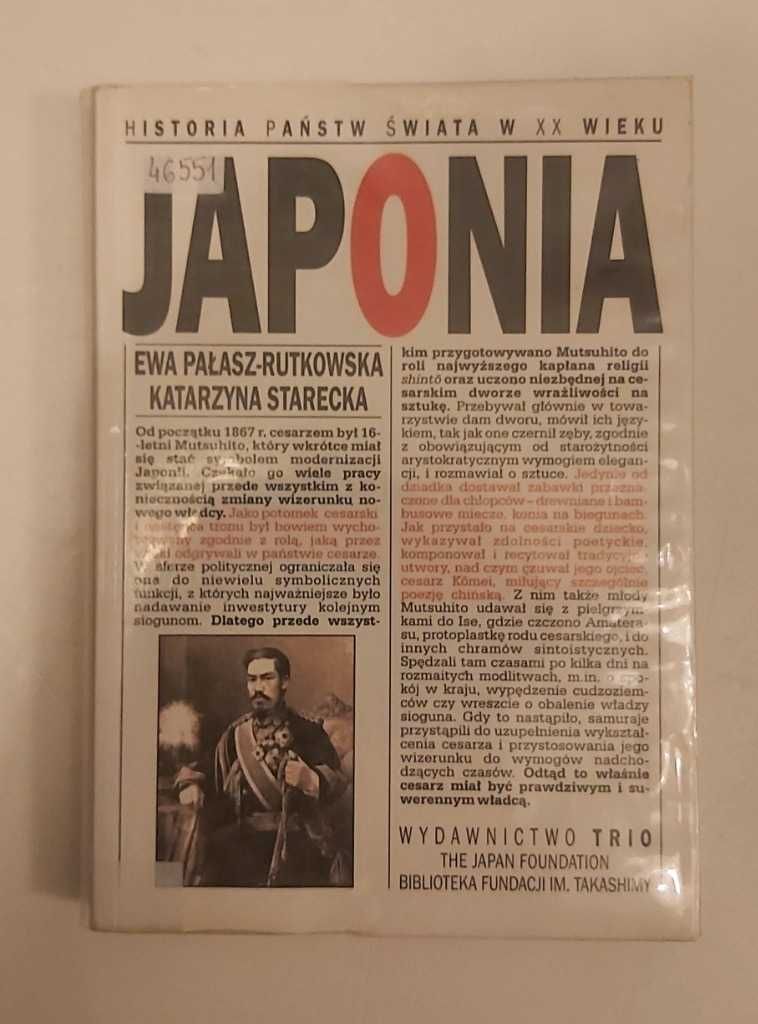 HISTORIA PAŃSTW ŚWIATA W XX WIEKU
46551
JAPONIA
EWA PAŁASZ-RUTKOWSKA
KATARZYNA STARECKA
Od początku 1867 r. cesarzem był 16-
-letni Mutsuhito, który wkrótce miał
się stać symbolem modernizacji
Japonii. Czekało go wiele pracy
związanej przede wszystkim z ko-
niecznością zmiany wizerunku no-
wego władcy. Jako potomek cesarski
i następca tronu był bowiem wycho-
wywany zgodnie z rolą, jaką przez
wieki odgrywali w państwie cesarze.
W sferze politycznej ograniczała się
ona do niewielu symbolicznych
funkcji, z których najważniejsze było
nadawanie inwestytury kolejnym
siogunom. Dlatego przede wszyst-
kim przygotowywano Mutsuhito do
roli najwyższego kapłana religii
shintō oraz uczono niezbędnej na ce-
sarskim dworze wrażliwości na
sztukę. Przebywał głównie w towa-
rzystwie dam dworu, mówił ich języ-
kiem, tak jak one czernił zęby, zgodnie
z obowiązującym od starożytności
arystokratycznym wymogiem elegan-
cji, i rozmawiał o sztuce. Jedynie od
dziadka dostawał zabawki przezna-
czone dla chłopców – drewniane i bam-
busowe miecze, konia na biegunach.
Jak przystało na cesarskie dziecko,
wykazywał zdolności poetyckie,
komponował i recytował tradycyjne
utwory, nad czym czuwał jego ojciec,
cesarz Kōmei, miłujący szczególnie
poezję chińską. Z nim także młody
Mutsuhito udawał się z pielgrzym-
kami do Ise, gdzie czczono Amatera-
su, protoplastkę rodu cesarskiego, i do
innych chramów sintoistycznych.
Spędzali tam czasami po kilka dni na
rozmaitych modlitwach, m.in. o spo-
kój w kraju, wypędzenie cudzoziem-
ców czy wreszcie o obalenie władzy
sioguna. Gdy to nastąpiło, samuraje
przystąpili do uzupełnienia wykształ-
cenia cesarza i przystosowania jego
wizerunku do wymogów nadcho-
dzących czasów. Odtąd to właśnie
cesarz miał być prawdziwym i su-
werennym władcą.
WYDAWNICTWO TRIO
THE JAPAN FOUNDATION
BIBLIOTEKA FUNDACJI IM. TAKASHIMY